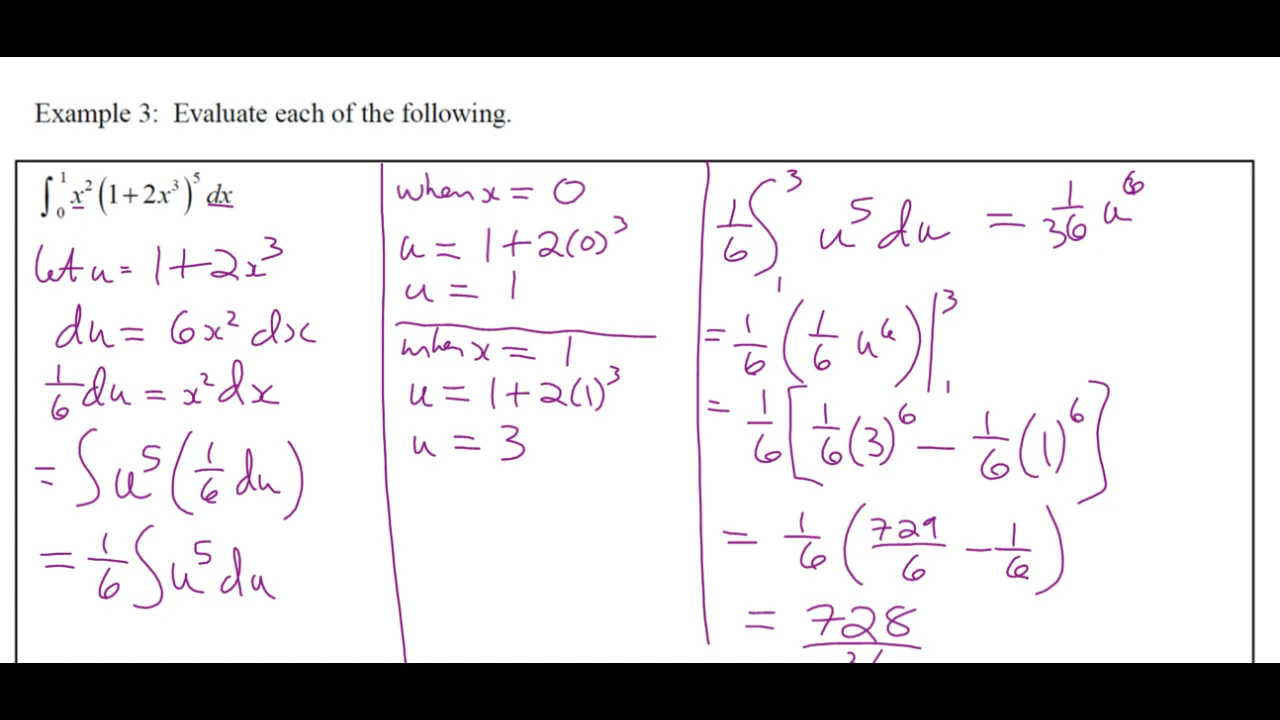 Example 3: Evaluate each of the following.
∫₀¹ x² (1+2x³)⁵ dx
let u = 1+2x³
du = 6x² dx
1/6 du = x² dx
= ∫ u⁵ (1/6 du)
= 1/6 ∫ u⁵ du
when x = 0
u = 1+2(0)³
u = 1
when x = 1
u = 1+2(1)³
u = 3
1/6 ∫₁³ u⁵ du = 1/36 u⁶
= 1/6 (1/6 u⁶) |₁³
= 1/6 [1/6 (3)⁶ − 1/6 (1)⁶]
= 1/6 (729/6 − 1/6)
= 728